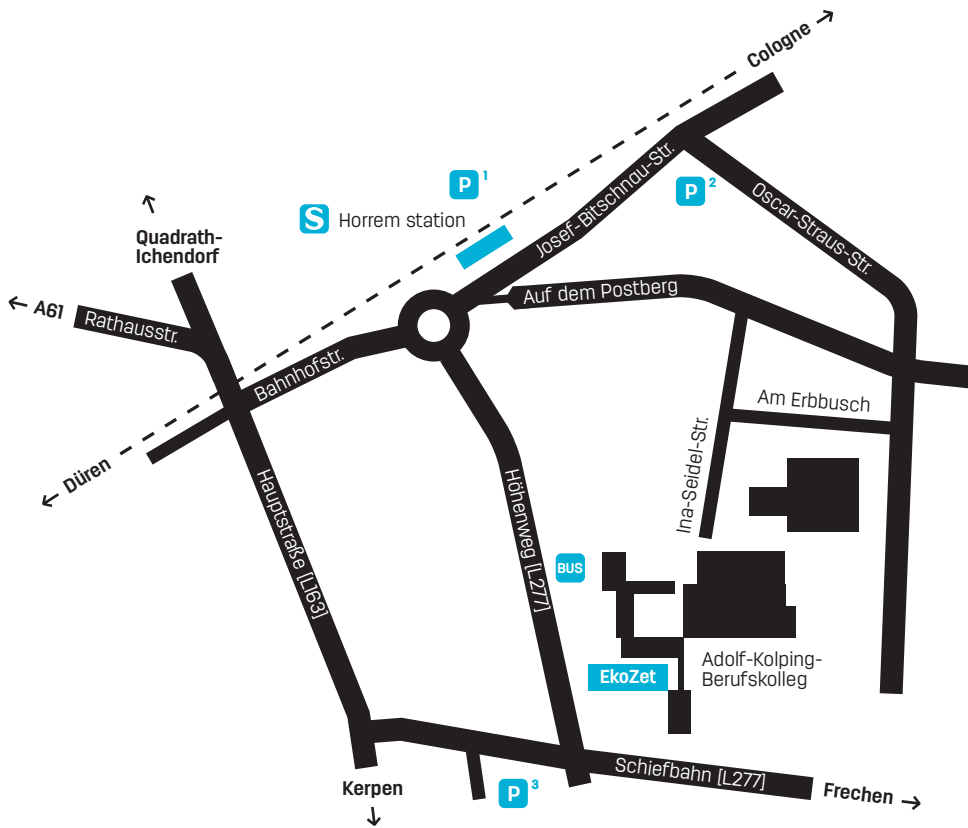 Cologne
P 1
S Horrem station
Josef-Bitschnau-Str.
P 2
Oscar-Straus-Str.
Quadrath-
Ichendorf
A61
Rathausstr.
Auf dem Postberg
Bahnhofstr.
Am Erbbusch
Düren
Hauptstraße [L163]
Höhenweg [L277]
Ina-Seidel-Str.
BUS
EkoZet
Adolf-Kolping-
Berufskolleg
Schiefbahn [L277]
Kerpen
P 3
Frechen